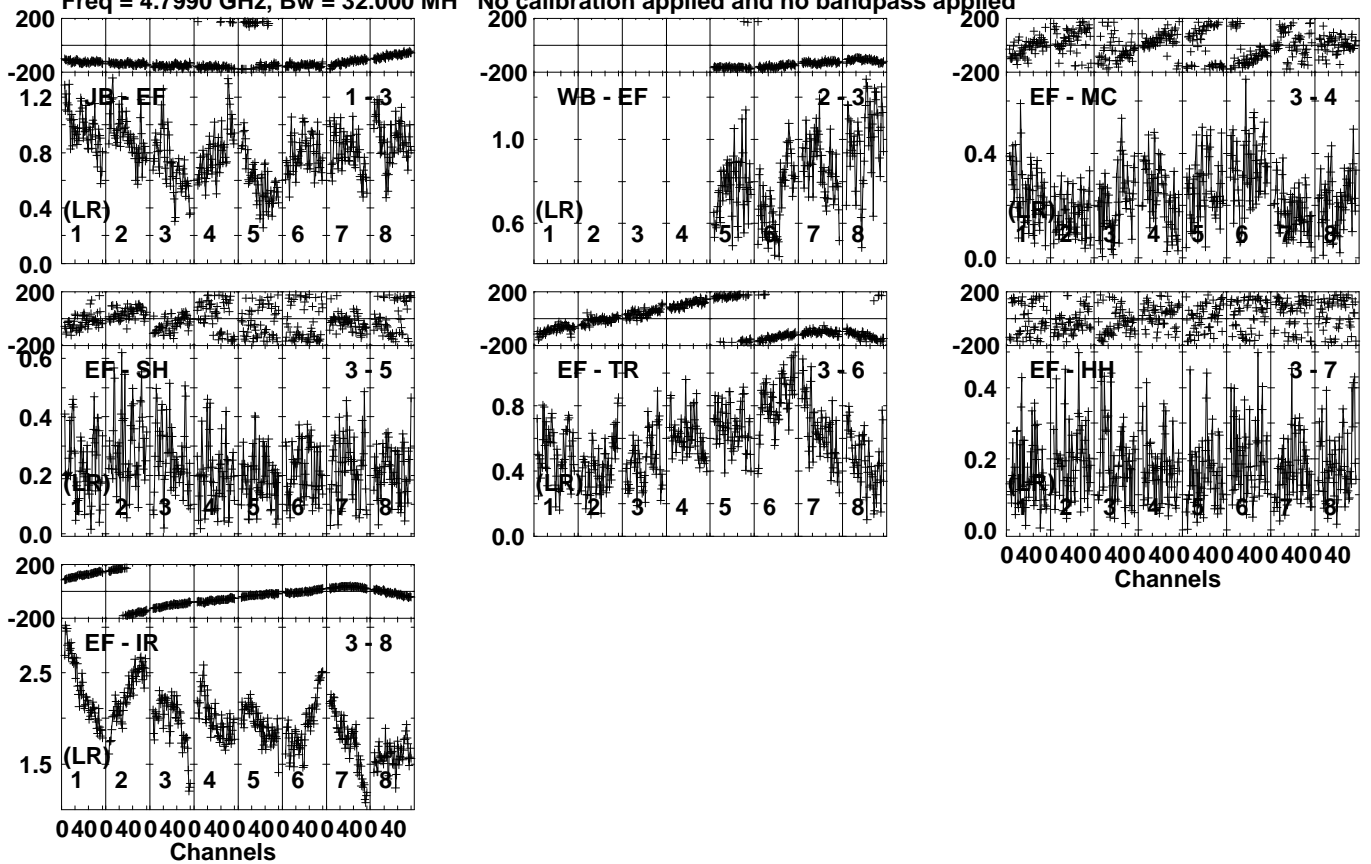 Freq = 4.7990 GHz, Bw = 32.000 MH No calibration applied and no bandpass applied
200
-200
JB - EF 1 - 3
1.2
0.8
0.4
0.0
(LR)
1 2 3 4 5 6 7 8
200
-200
WB - EF 2 - 3
1.0
0.6
(LR)
1 2 3 4 5 6 7 8
200
-200
EF - MC 3 - 4
0.4
0.0
(LR)
1 2 3 4 5 6 7 8
200
-200
EF - SH 3 - 5
0.6
0.4
0.2
0.0
(LR)
1 2 3 4 5 6 7 8
200
-200
EF - TR 3 - 6
0.8
0.4
0.0
(LR)
1 2 3 4 5 6 7 8
200
-200
EF - HH 3 - 7
0.4
0.2
0.0
(LR)
1 2 3 4 5 6 7 8
0 40 0 40 0 40 0 40 0 40 0 40 0 40 0 40
Channels
200
-200
EF - IR 3 - 8
2.5
1.5
(LR)
1 2 3 4 5 6 7 8
0 40 0 40 0 40 0 40 0 40 0 40 0 40 0 40
Channels